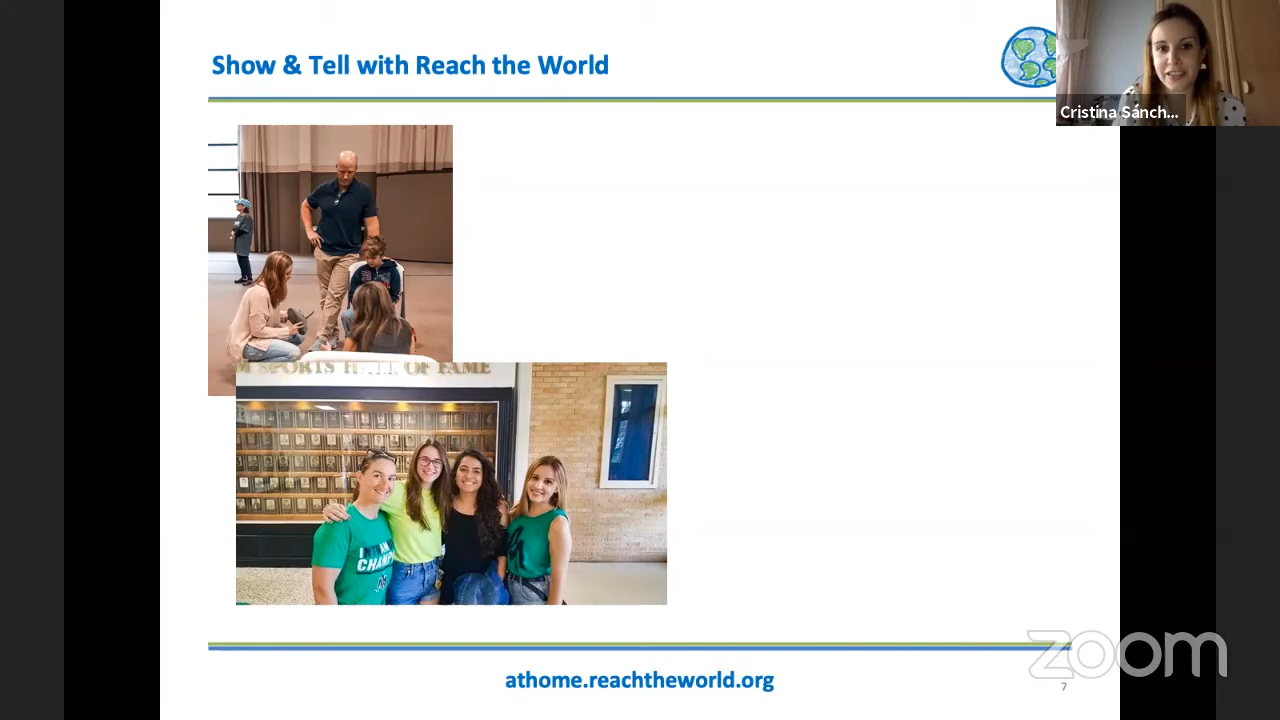 Show & Tell with Reach the World
Cristina Sánch...
M SPORTS HALL OF FAME
CHAMP
athome.reachtheworld.org
zoom
7